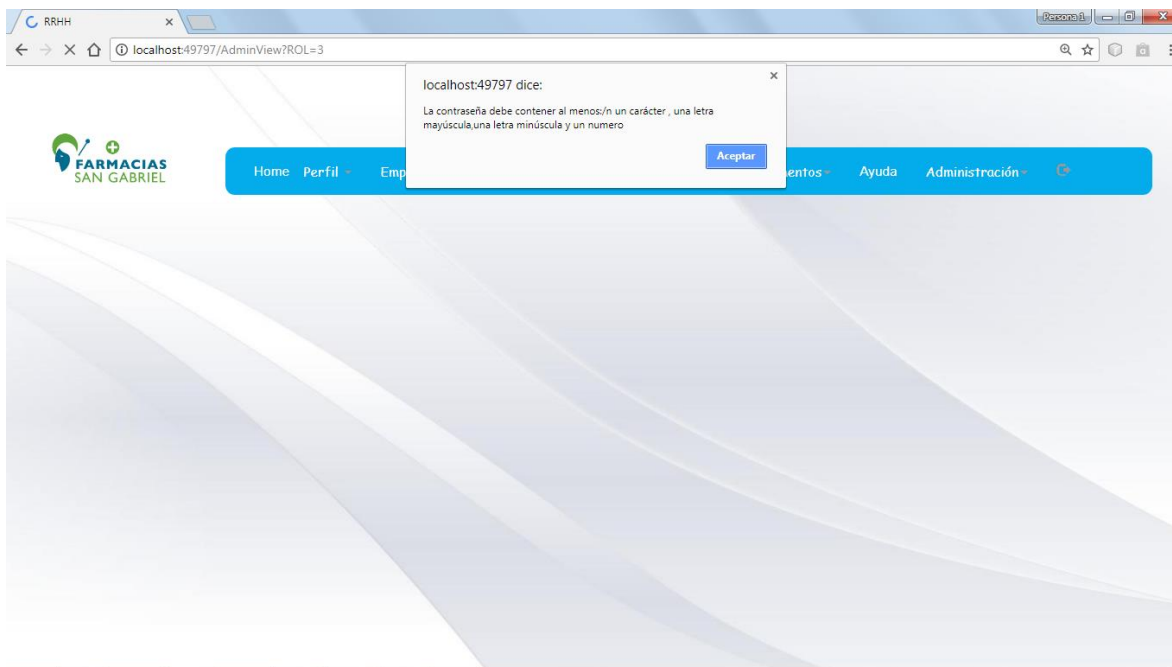 RRHH
Persona 1
localhost:49797/AdminView?ROL=3
localhost:49797 dice:
La contraseña debe contener al menos:/n un carácter , una letra
mayúscula,una letra minúscula y un numero
Aceptar
FARMACIAS
SAN GABRIEL
Home Perfil Emp entos Ayuda Administración